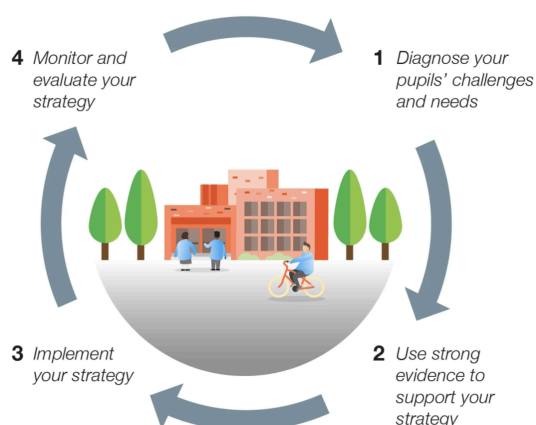 4 Monitor and
evaluate your
strategy
1 Diagnose your
pupils' challenges
and needs
3 Implement
your strategy
2 Use strong
evidence to
support your
strategy